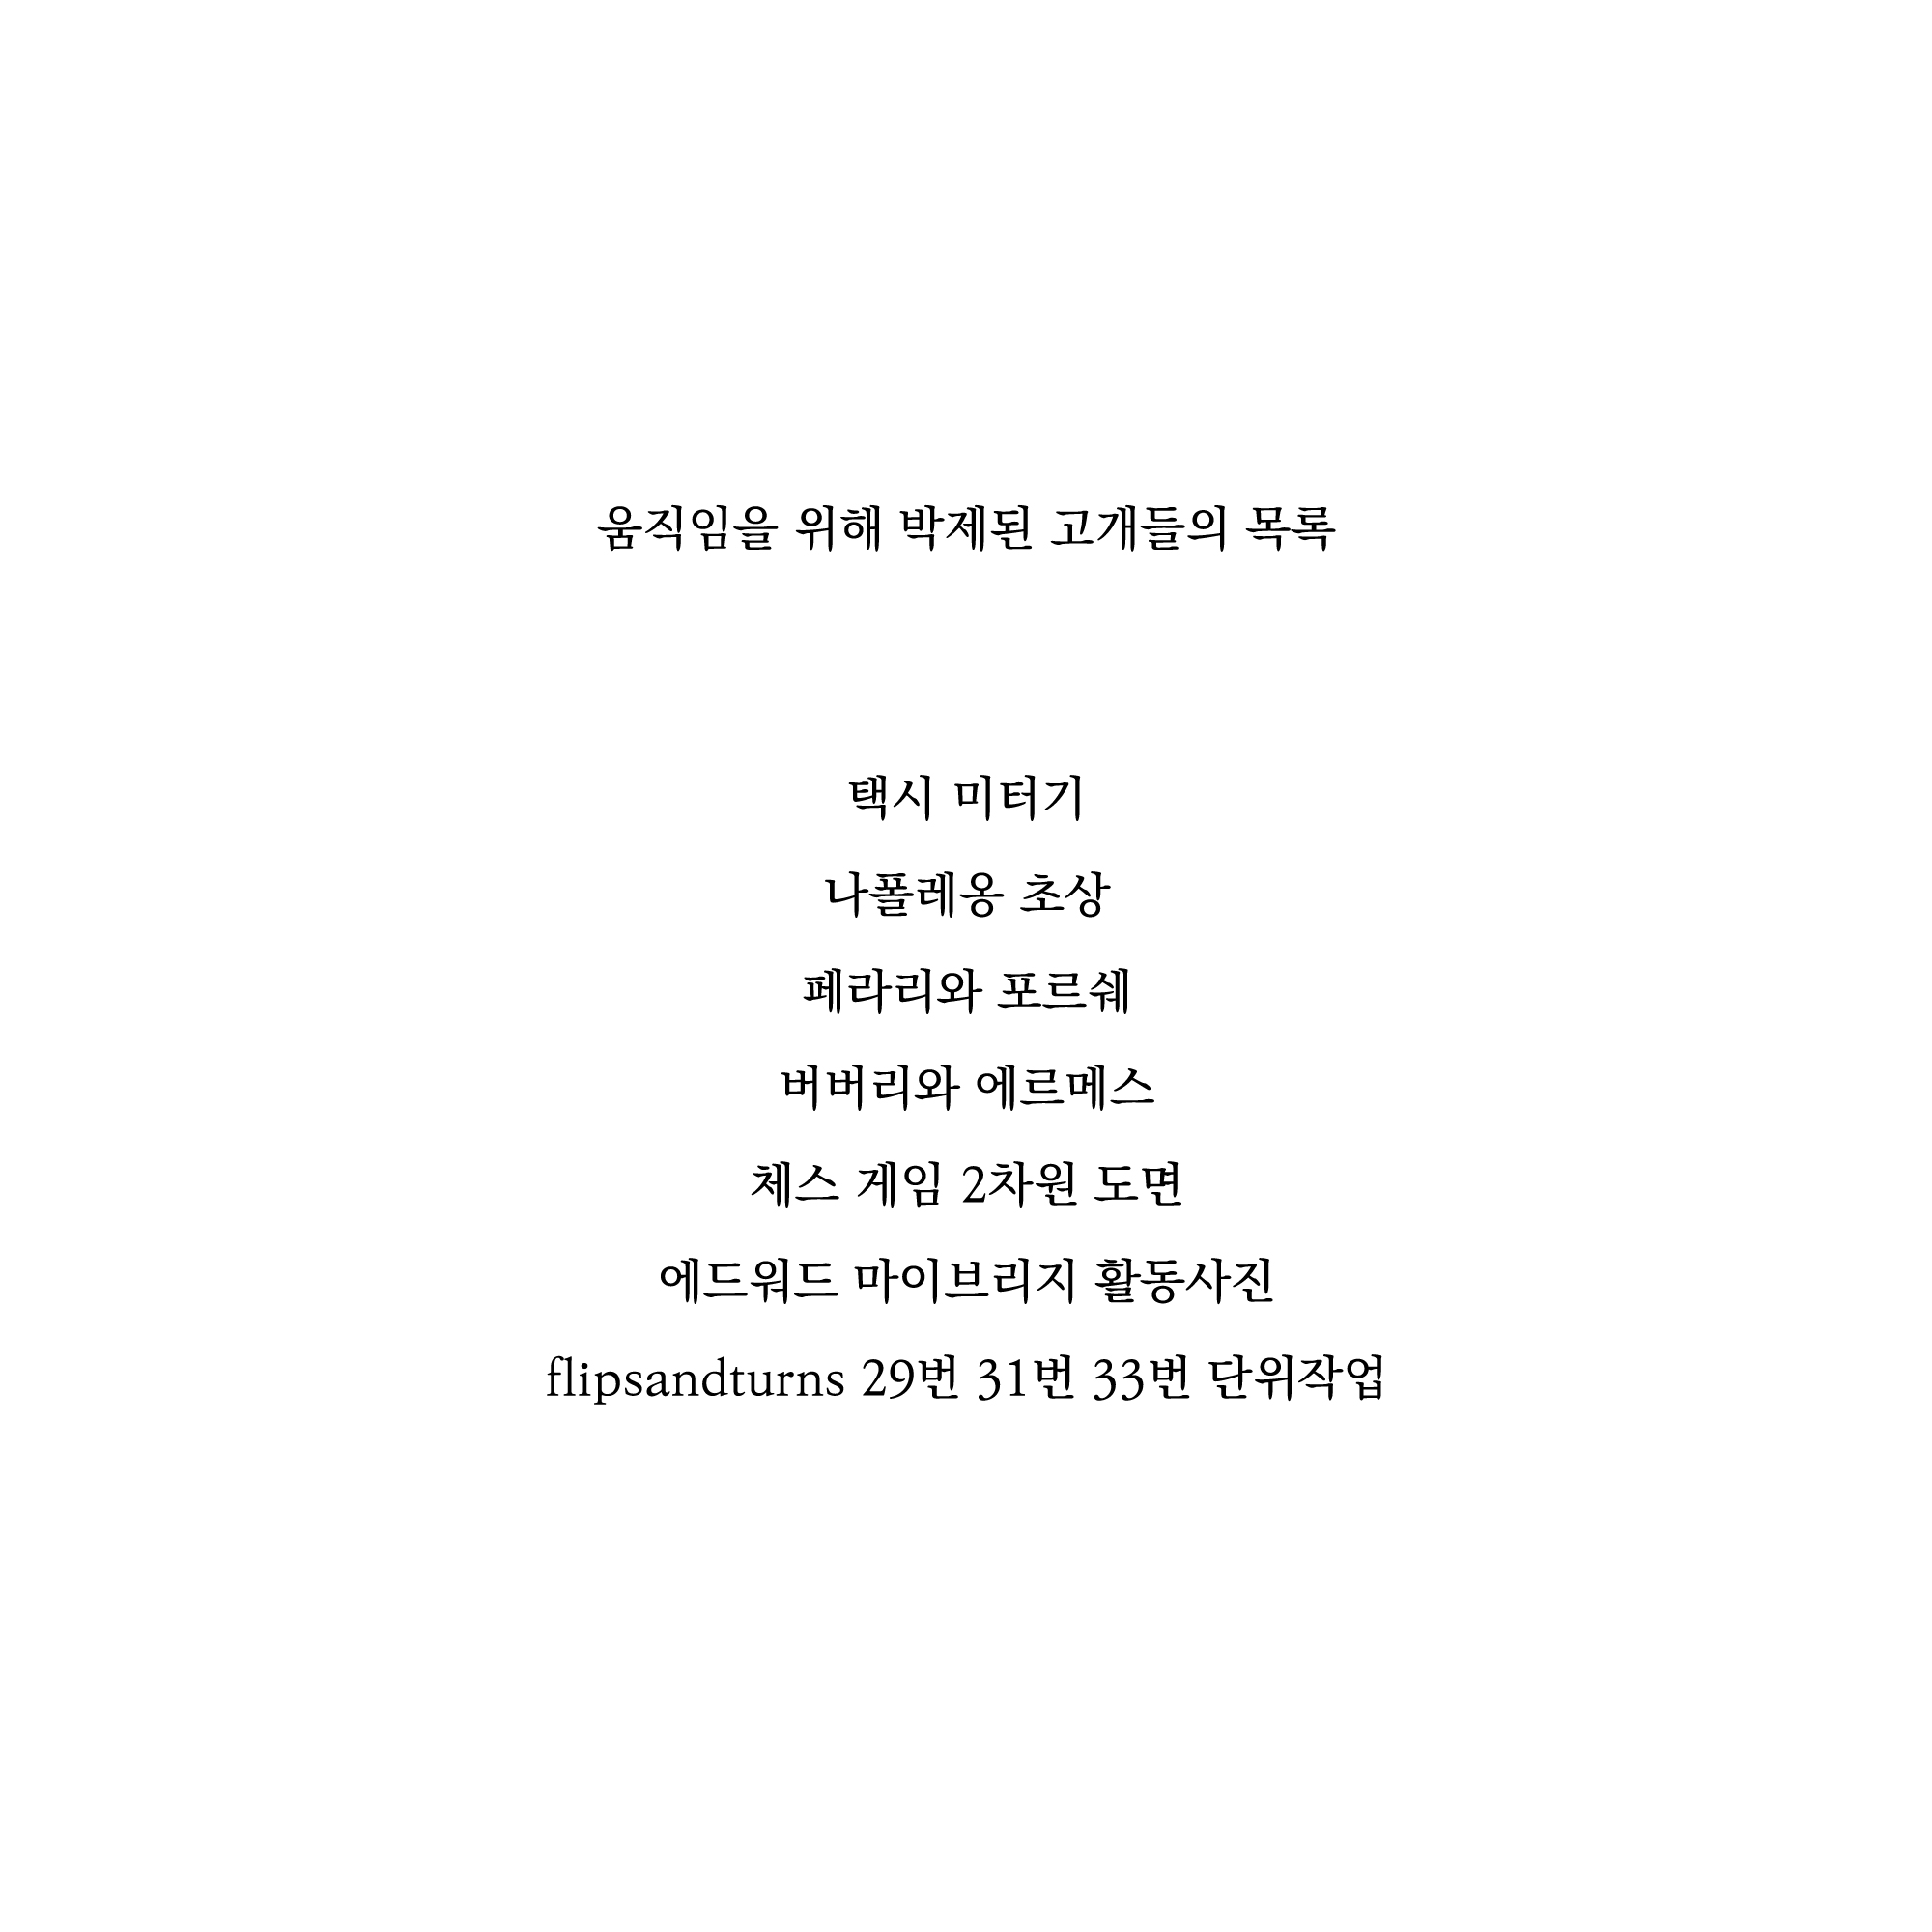 움직임을 위해 박제된 고개들의 목록
택시 미터기
나폴레옹 초상
페라리와 포르쉐
버버리와 에르메스
체스 게임 2차원 도면
에드워드 마이브리지 활동사진
flipsandturns 29번 31번 33번 단위작업